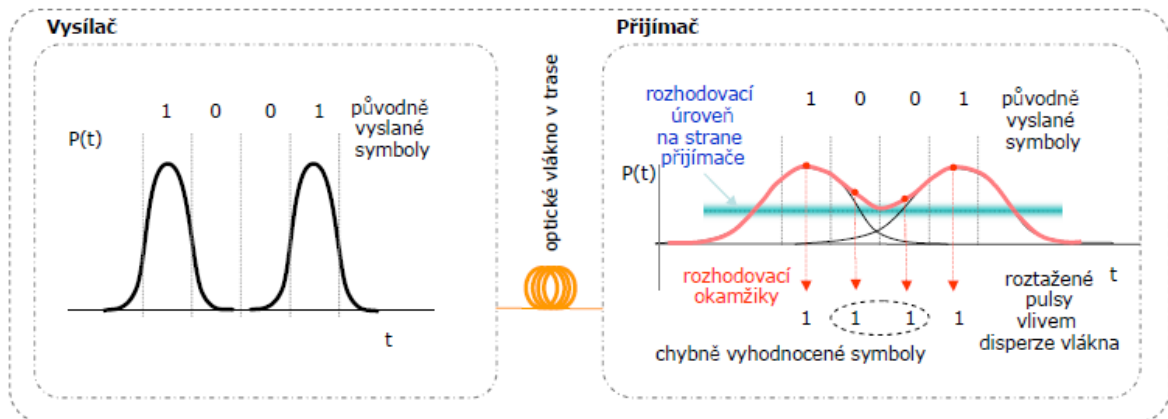 Vysílač
1 0 0 1
původně
vyslané
symboly
P(t)
t
optické vlákno v trase
Přijímač
rozhodovací
úroveň
na strane
přijímače
1 0 0 1
původně
vyslané
symboly
P(t)
t
rozhodovací
okamžiky
1 1 1 1
roztažené
pulsy
vlivem
disperze vlákna
chybně vyhodnocené symboly